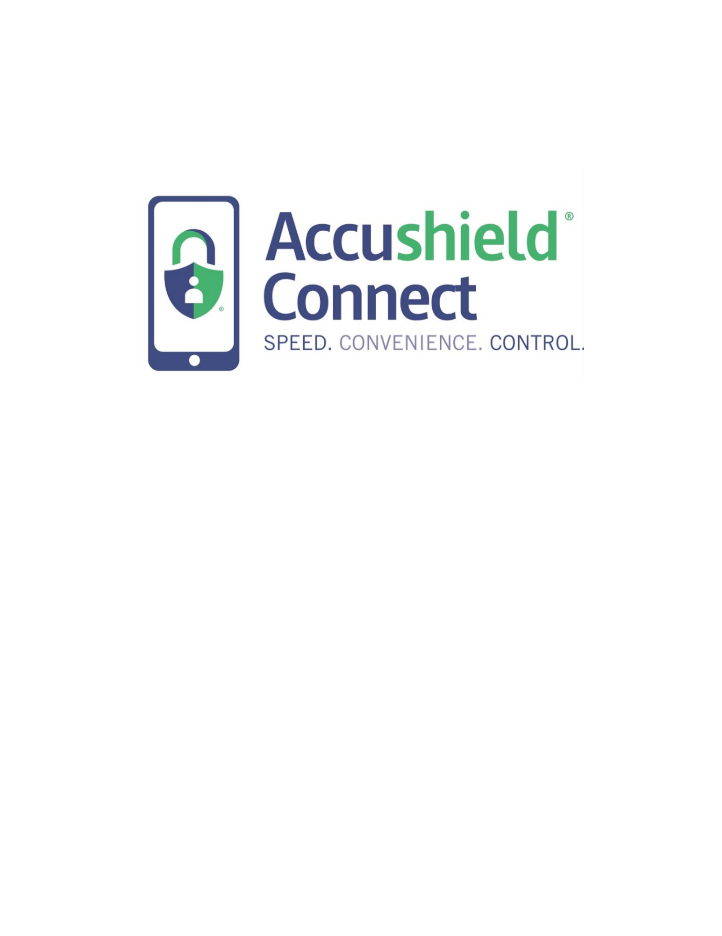 Accushield®
Connect
SPEED. CONVENIENCE. CONTROL.
®